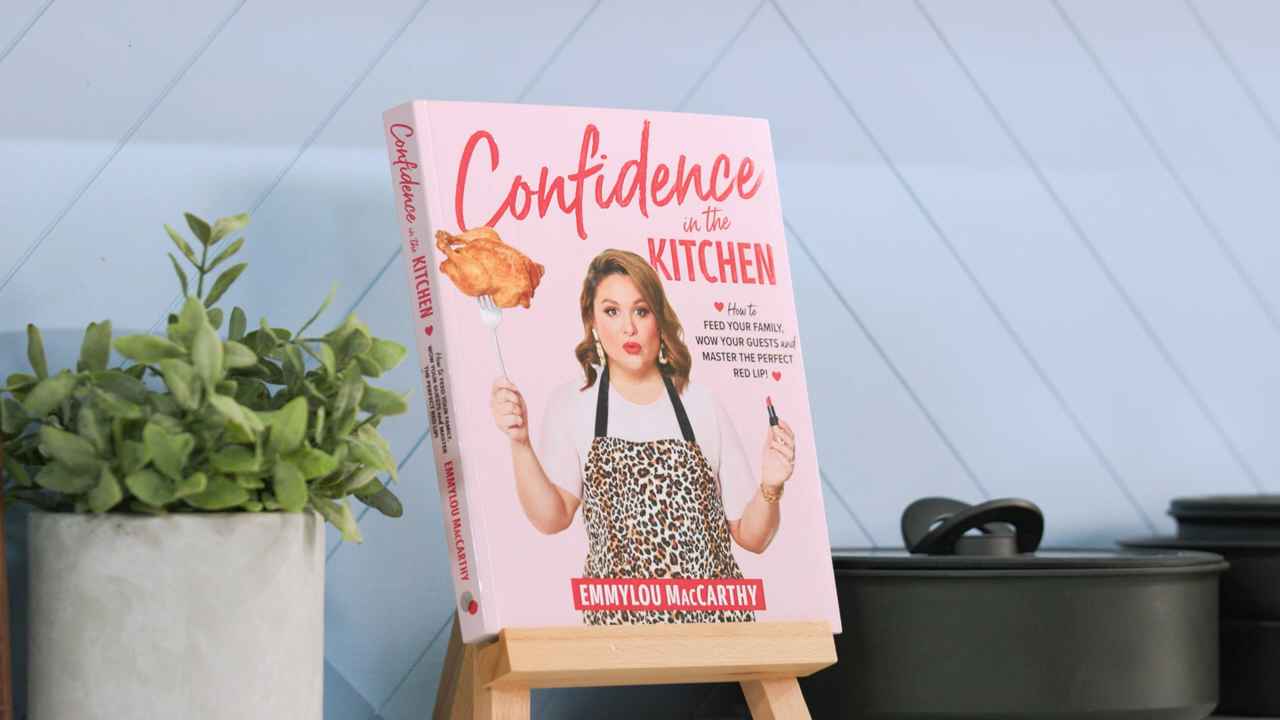 Confidence
in the
KITCHEN
How to
FEED YOUR FAMILY,
WOW YOUR GUESTS and
MASTER THE PERFECT
RED LIP!
EMMYLOU MACCARTHY
Confidence in the KITCHEN
How to FEED YOUR FAMILY,
WOW YOUR GUESTS and MASTER
THE PERFECT RED LIP!
EMMYLOU MACCARTHY